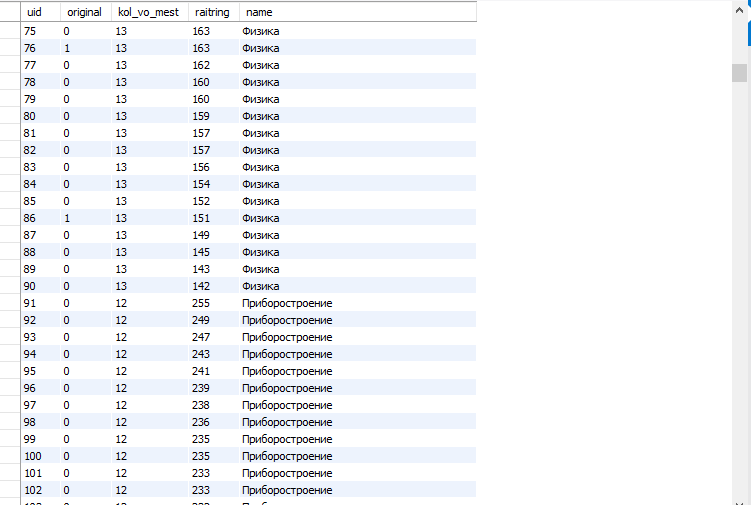 uid original kol_vo_mest raitring name
75 0 13 163 Физика
76 1 13 163 Физика
77 0 13 162 Физика
78 0 13 160 Физика
79 0 13 160 Физика
80 0 13 159 Физика
81 0 13 157 Физика
82 0 13 157 Физика
83 0 13 156 Физика
84 0 13 154 Физика
85 0 13 152 Физика
86 1 13 151 Физика
87 0 13 149 Физика
88 0 13 145 Физика
89 0 13 143 Физика
90 0 13 142 Физика
91 0 12 255 Приборостроение
92 0 12 249 Приборостроение
93 0 12 247 Приборостроение
94 0 12 243 Приборостроение
95 0 12 241 Приборостроение
96 0 12 239 Приборостроение
97 0 12 238 Приборостроение
98 0 12 236 Приборостроение
99 0 12 235 Приборостроение
100 0 12 235 Приборостроение
101 0 12 233 Приборостроение
102 0 12 233 Приборостроение